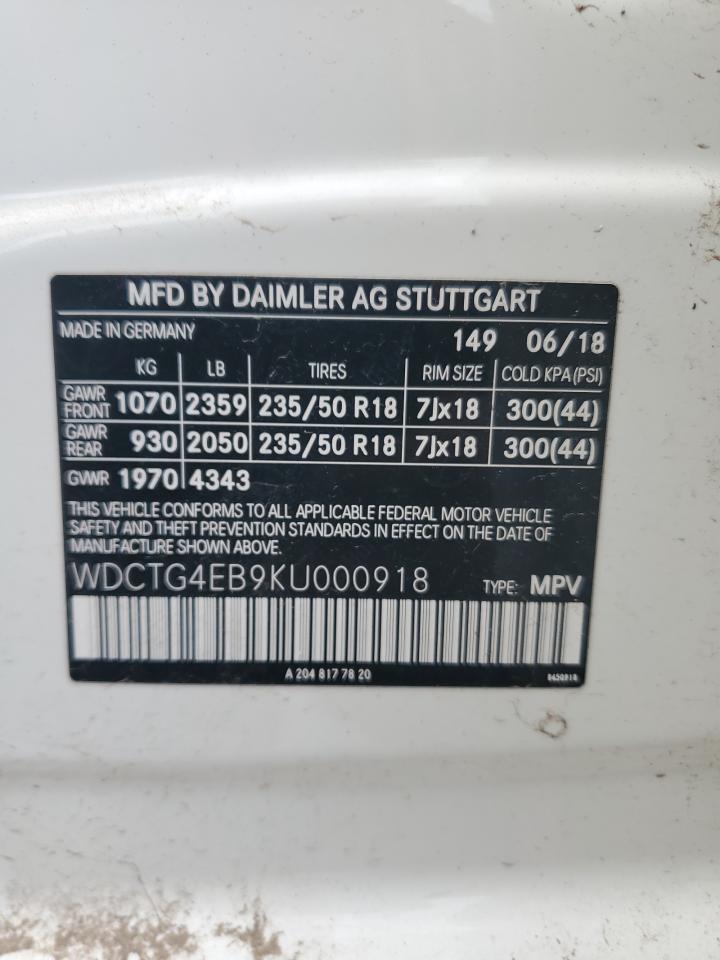 MFD BY DAIMLER AG STUTTGART
MADE IN GERMANY 149 06/18
KG LB TIRES RIM SIZE COLD KPA (PSI)
GAWR FRONT 1070 2359 235/50 R18 7Jx18 300(44)
GAWR REAR 930 2050 235/50 R18 7Jx18 300(44)
GVWR 1970 4343
THIS VEHICLE CONFORMS TO ALL APPLICABLE FEDERAL MOTOR VEHICLE
SAFETY AND THEFT PREVENTION STANDARDS IN EFFECT ON THE DATE OF
MANUFACTURE SHOWN ABOVE.
WDCTG4EB9KU000918 TYPE: MPV
A 204 817 78 20 8450918